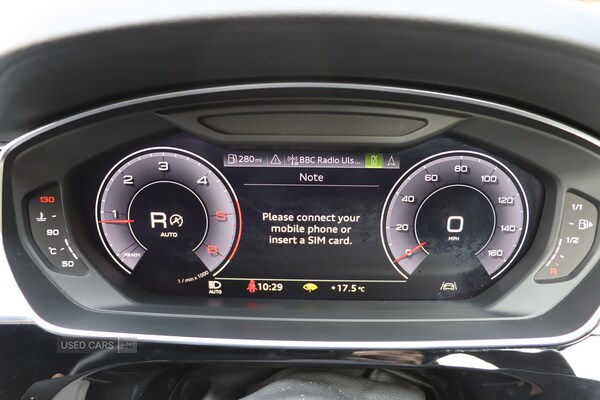 280mi BBC Radio Uls...
Note
Please connect your
mobile phone or
insert a SIM card.
1 2 3 4 5 6
READY
R
AUTO
1/min x1000
0 20 40 60 80 100 120 140 160
0
MPH
130
90
°C
50
1/1
1/2
R
AUTO
10:29
+17.5°C
USED CARS NI